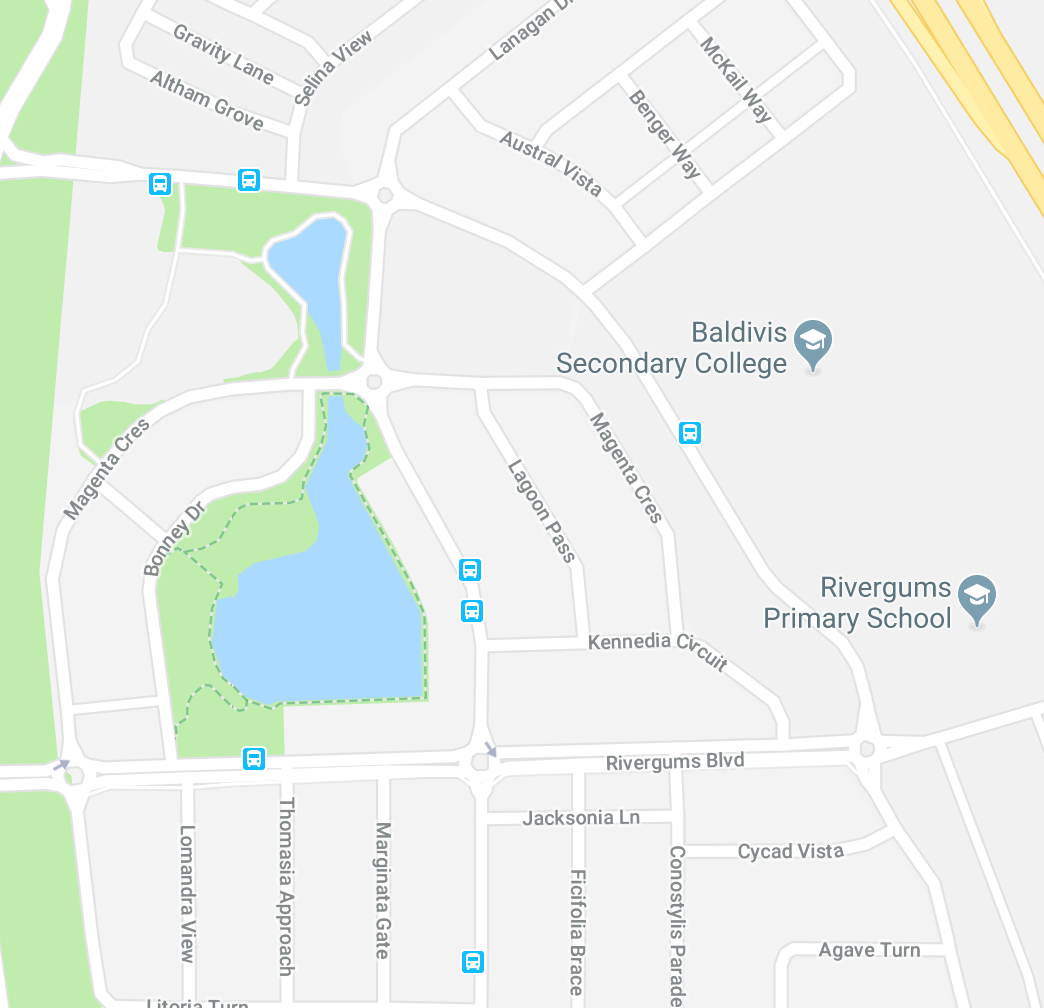 Lanagan Dr
Gravity Lane
Selina View
Altham Grove
McKail Way
Benger Way
Austral Vista
Baldivis
Secondary College
Magenta Cres
Magenta Cres
Lagoon Pass
Bonney Dr
Rivergums
Primary School
Kennedia Circuit
Rivergums Blvd
Jacksonia Ln
Cycad Vista
Lomandra View
Thomasia Approach
Marginata Gate
Ficifolia Brace
Conostylis Parade
Agave Turn
Litoria Turn